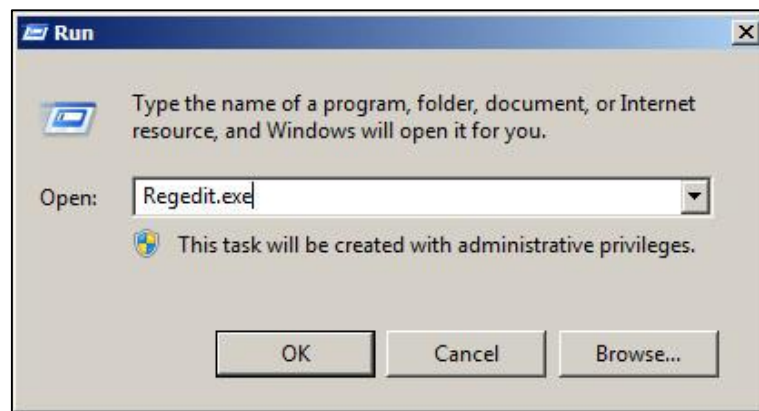 Run
Type the name of a program, folder, document, or Internet
resource, and Windows will open it for you.
Open: Regedit.exe
This task will be created with administrative privileges.
OK Cancel Browse...